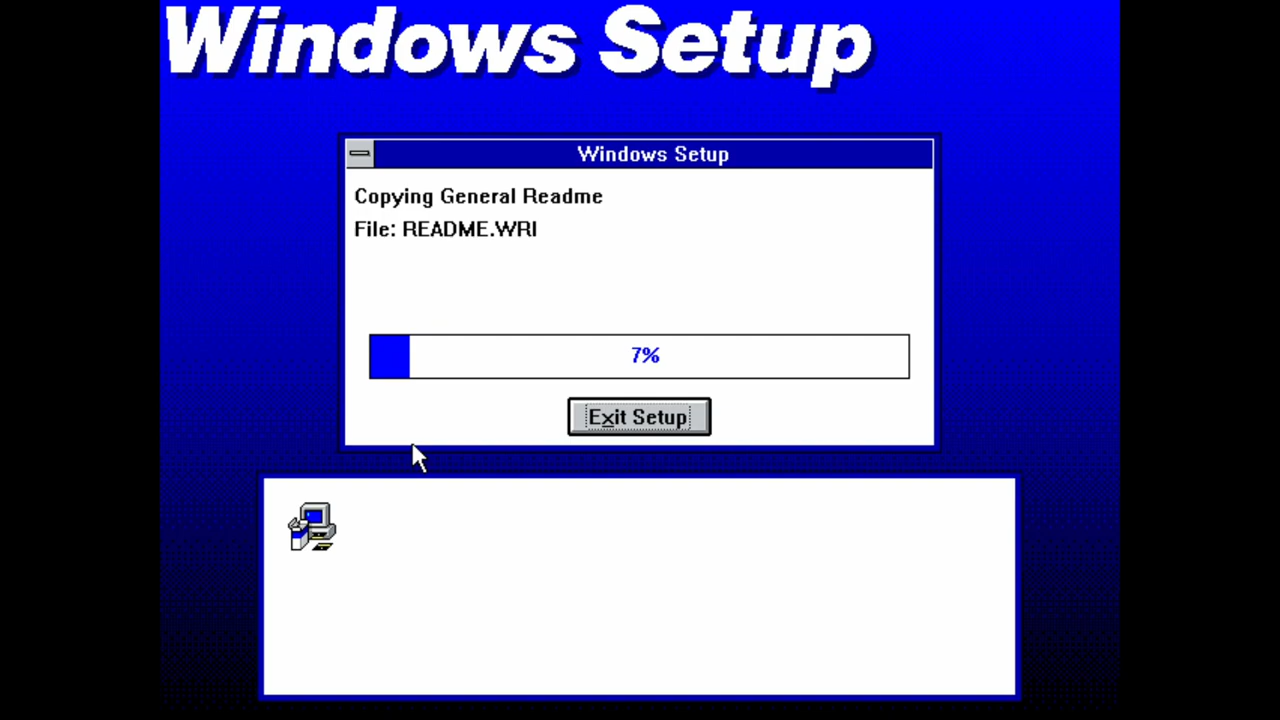 Windows Setup
Windows Setup
Copying General Readme
File: README.WRI
7%
Exit Setup